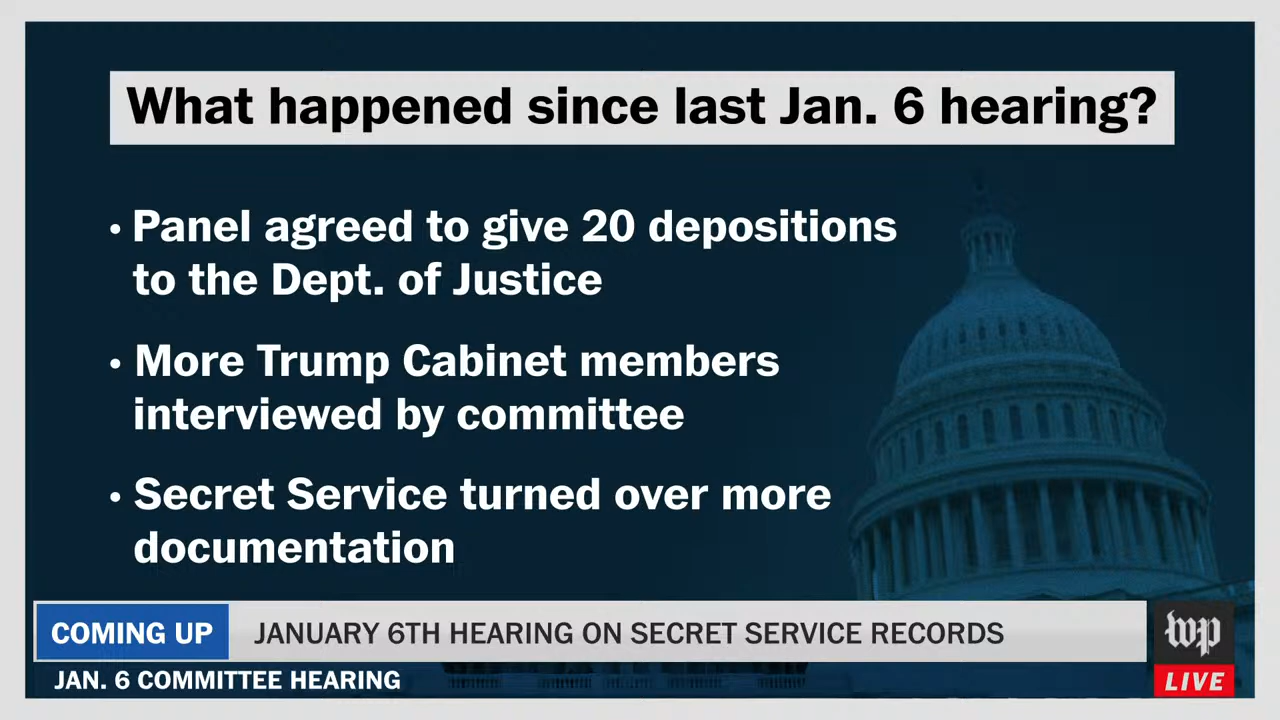 What happened since last Jan. 6 hearing?
• Panel agreed to give 20 depositions
to the Dept. of Justice
• More Trump Cabinet members
interviewed by committee
• Secret Service turned over more
documentation
COMING UP
JANUARY 6TH HEARING ON SECRET SERVICE RECORDS
wp
JAN. 6 COMMITTEE HEARING
LIVE